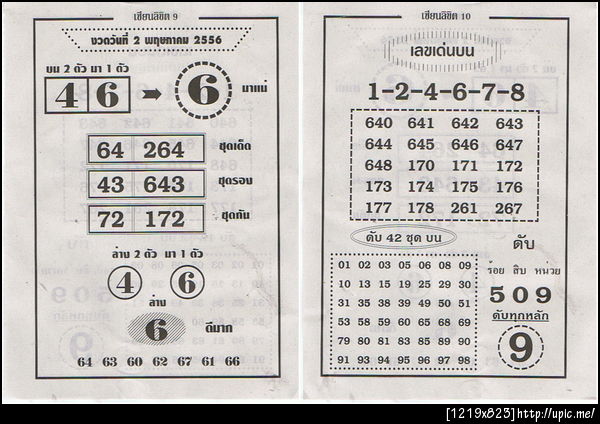 เซียนลิขิต 9
งวดวันที่ 2 พฤษภาคม 2556
บน 2 ตัว มา 1 ตัว
4 6 6 มาแน่
64 264 ชุดเด็ด
43 643 ชุดรอบ
72 172 ชุดกัน
ล่าง 2 ตัว มา 1 ตัว
4 6
ล่าง
6 ดีมาก
64 63 60 62 67 61 66
เซียนลิขิต 10
เลขเด่นบน
1-2-4-6-7-8
640 641 642 643
644 645 646 647
648 170 171 172
173 174 175 176
177 178 261 267
ดับ 42 ชุด บน
01 02 03 05 06 08 09
10 13 15 19 25 26 30
31 35 38 39 50 51 52
53 58 59 60 62 69 78
79 80 81 83 85 89 90
91 93 94 95 96 97 98
ดับ
ร้อย สิบ หน่วย
5 0 9
ดับทุกหลัก
9
[1219x823]http://upic.me/